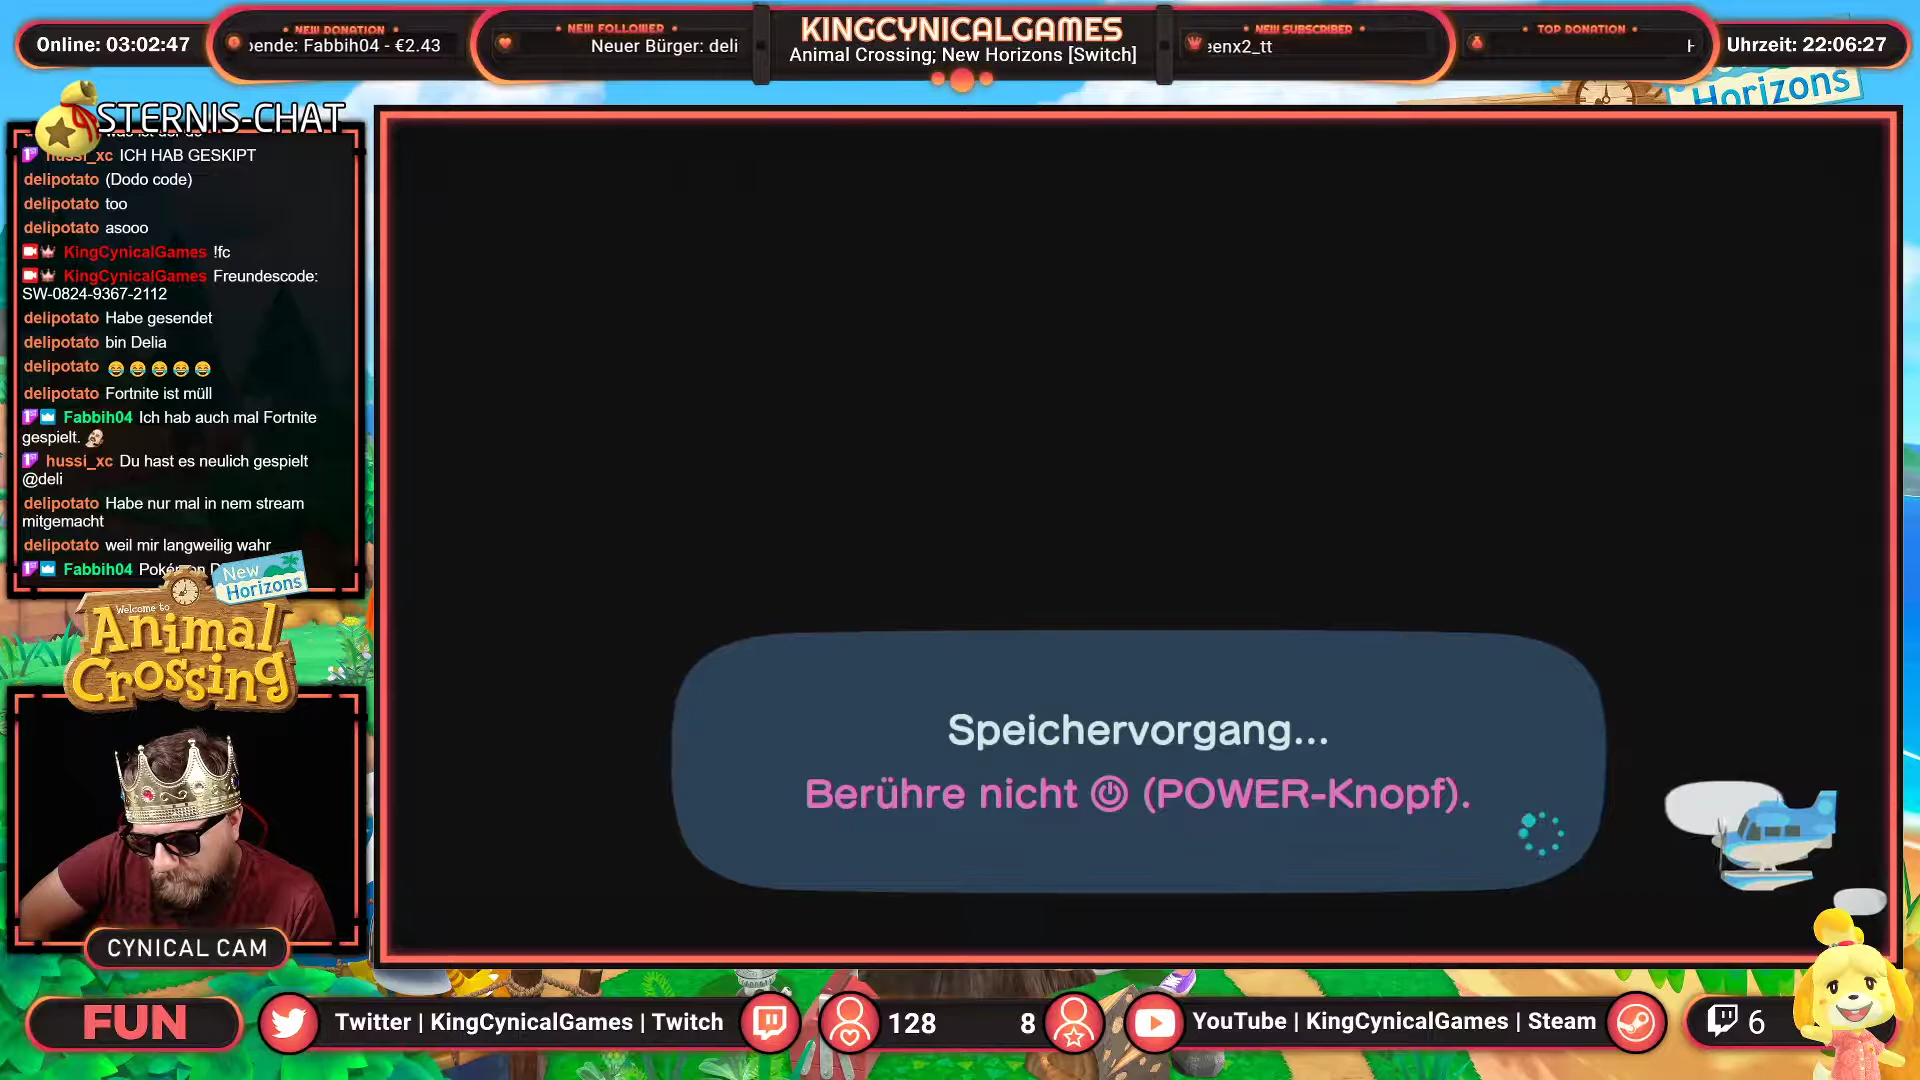 Online: 03:02:47
NEW DONATION
pende: Fabbih04 - €2.43
NEW FOLLOWER
Neuer Bürger: deli
KINGCYNICALGAMES
Animal Crossing; New Horizons [Switch]
NEW SUBSCRIBER
eenx2_tt
TOP DONATION
Uhrzeit: 22:06:27
Horizons
STERNIS-CHAT
hussi_xc ICH HAB GESKIPT
delipotato (Dodo code)
delipotato too
delipotato asooo
KingCynicalGames !fc
KingCynicalGames Freundescode:
SW-0824-9367-2112
delipotato Habe gesendet
delipotato bin Delia
delipotato 😂 😂 😂 😂 😂
delipotato Fortnite ist müll
Fabbih04 Ich hab auch mal Fortnite
gespielt.
hussi_xc Du hast es neulich gespielt
@deli
delipotato Habe nur mal in nem stream
mitgemacht
delipotato weil mir langweilig wahr
Fabbih04
New
Horizons
Welcome to
Animal
Crossing
Speichervorgang...
Berühre nicht (POWER-Knopf).
CYNICAL CAM
FUN
Twitter | KingCynicalGames | Twitch
128
8
YouTube | KingCynicalGames | Steam
6